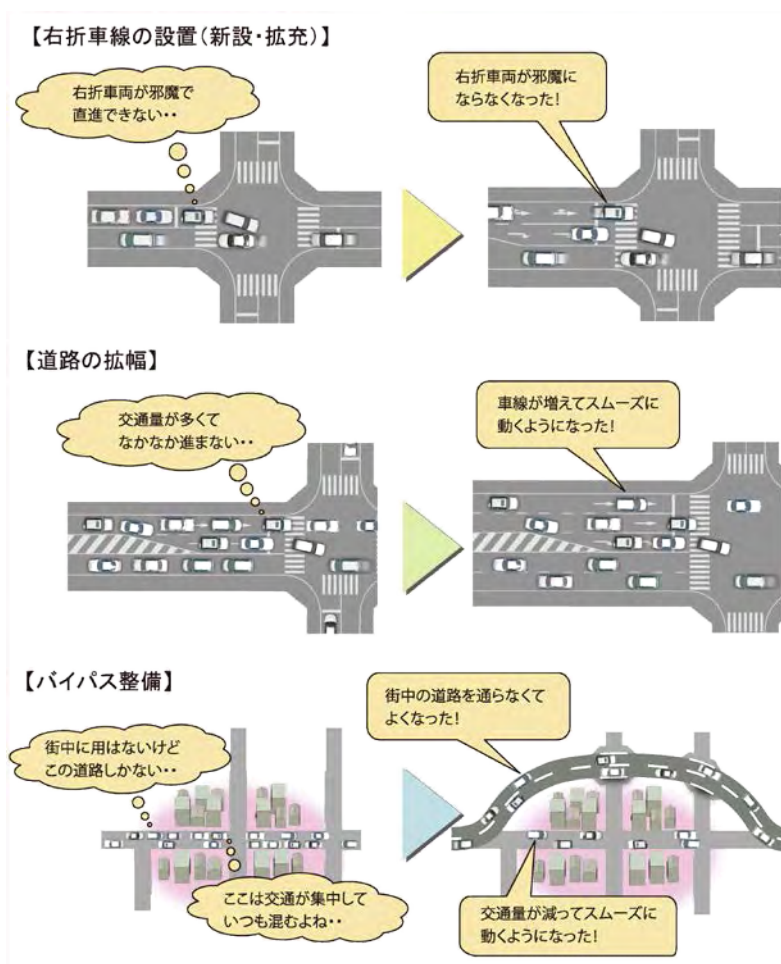 【右折車線の設置(新設・拡充)】
右折車両が邪魔で
直進できない・・
右折車両が邪魔に
ならなくなった!
【道路の拡幅】
交通量が多くて
なかなか進まない・・
車線が増えてスムーズに
動くようになった!
【バイパス整備】
街中に用はないけど
この道路しかない・・
街中の道路を通らなくて
よくなった!
ここは交通が集中して
いつも混むよね・・
交通量が減ってスムーズに
動くようになった!